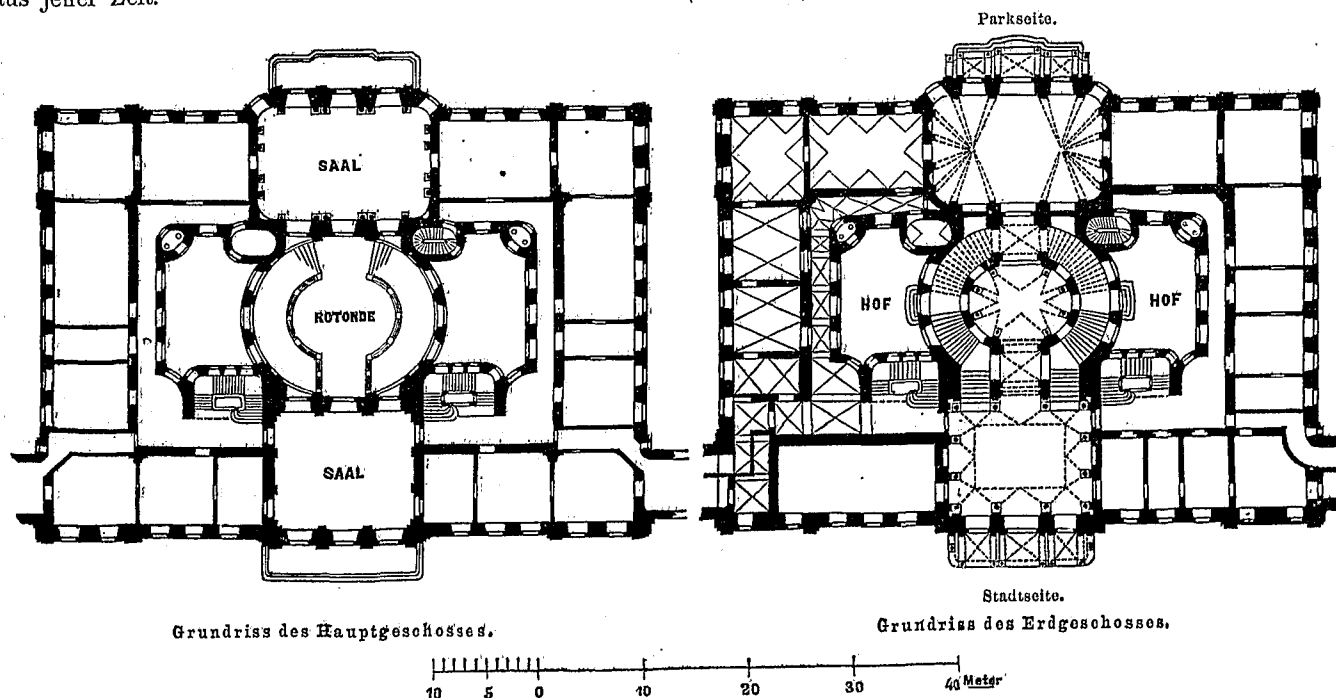 aus jener Zeit.
Parkseite.
SAAL
ROTONDE
SAAL
HOF
HOF
Stadtseite.
Grundriss des Hauptgeschosses.
Grundriss des Erdgeschosses.
10 5 0 10 20 30 40 Meter